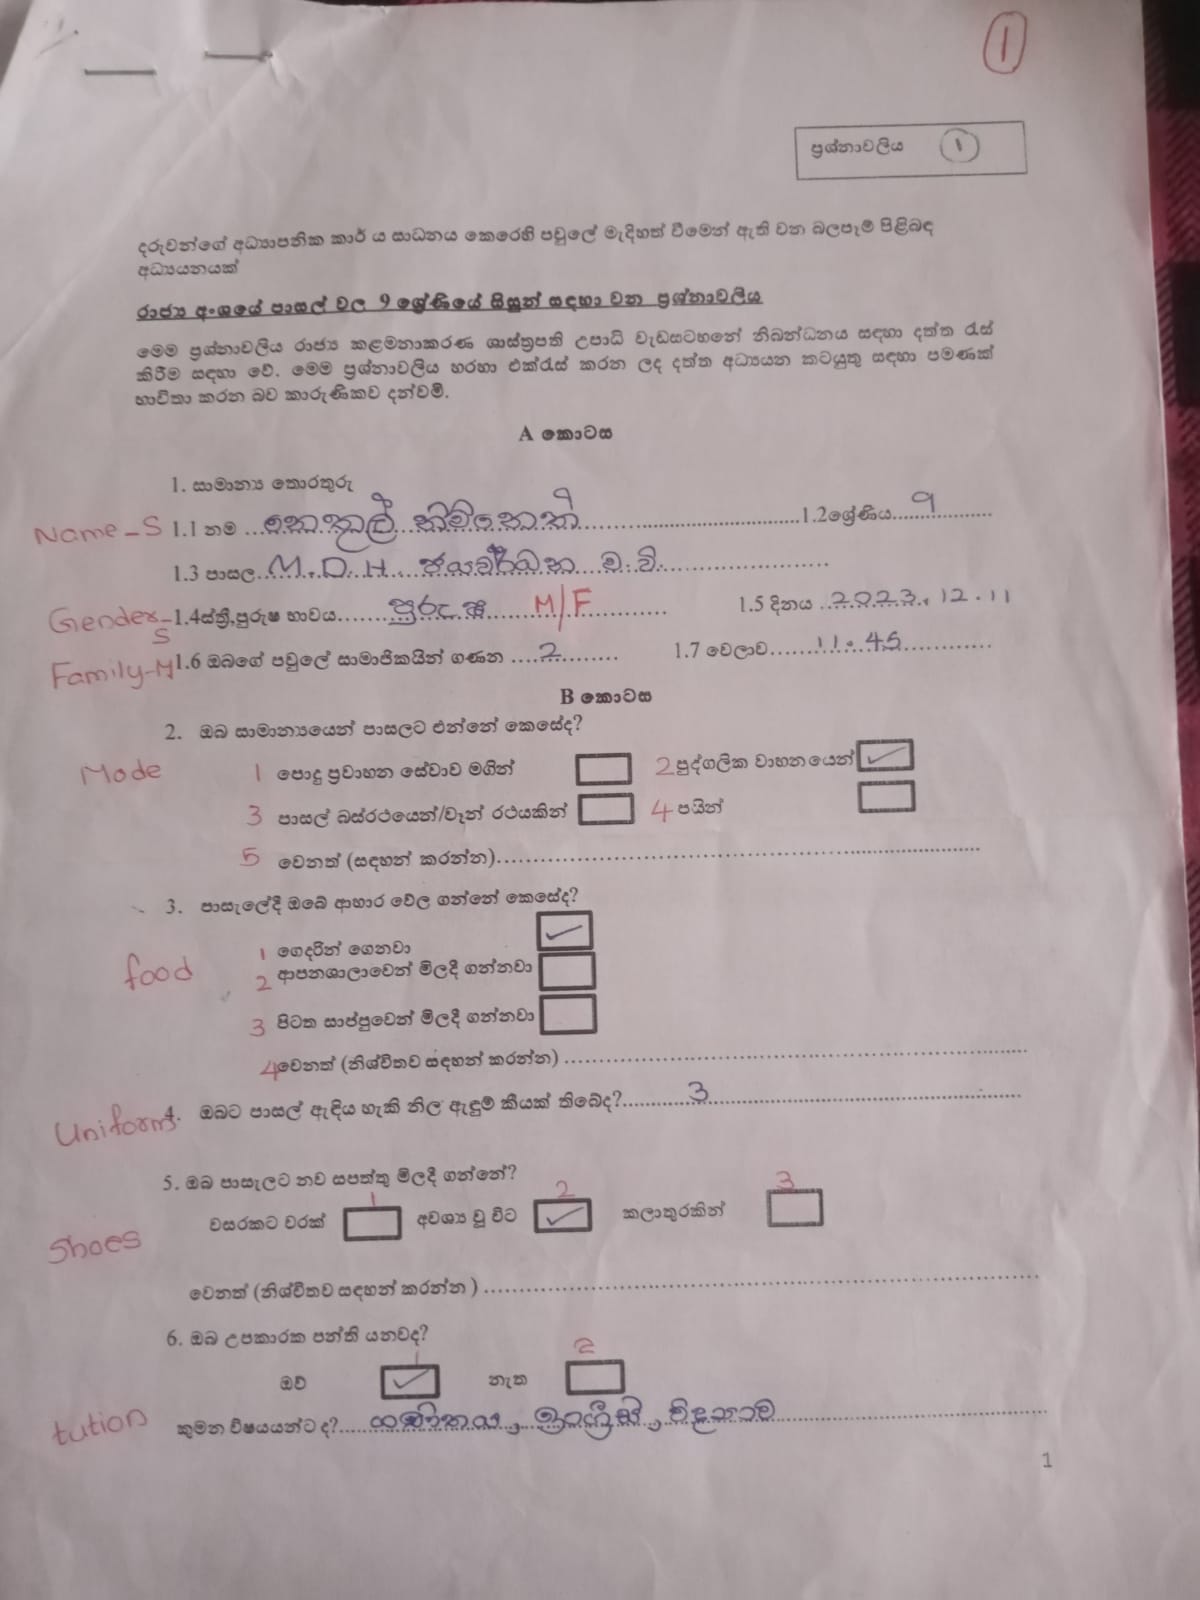 1
ප්‍රශ්නාවලිය 1
දරුවන්ගේ අධ්‍යාපනික කාර් ය සාධනය කෙරෙහි පවුලේ මැදිහත් වීමෙන් ඇති වන බලපෑම පිළිබඳ
අධ්‍යයනයක්
රාජ්‍ය අංශයේ පාසල් වල 9 ශ්‍රේණියේ සිසුන් සඳහා වන ප්‍රශ්නාවලිය
මෙම ප්‍රශ්නාවලිය රාජ්‍ය කළමනාකරණ ශාස්ත්‍රපති උපාධි වැඩසටහනේ නිබන්ධනය සඳහා දත්ත රැස්
කිරීම සඳහා වේ. මෙම ප්‍රශ්නාවලිය හරහා එක්රැස් කරන ලද දත්ත අධ්‍යයන කටයුතු සඳහා පමණක්
භාවිතා කරන බව කාරුණිකව දන්වමි.
A කොටස
1. සාමාන්‍ය තොරතුරු
Name - S 1.1 නම ... කෙතුල් නිම්නෙත් ... 1.2ශ්‍රේණිය... 9 ...
1.3 පාසල... M.D.H. ජයවර්ධන ම.වි. ...
Gender - S 1.4ස්ත්‍රී,පුරුෂ භාවය... පුරුෂ M/F ... 1.5 දිනය ... 2023.12.11
Family-M 1.6 ඔබගේ පවුලේ සාමාජිකයින් ගණන ... 2 ... 1.7 වෙලාව... 11.45 ...
B කොටස
2. ඔබ සාමාන්‍යයෙන් පාසලට එන්නේ කෙසේද?
Mode 1 පොදු ප්‍රවාහන සේවාව මගින් 2 පුද්ගලික වාහනයෙන් ✓
3 පාසල් බස්රථයෙන්/වෑන් රථයකින් 4 පයින්
5 වෙනත් (සඳහන් කරන්න)...
3. පාසැලේදී ඔබේ ආහාර වේල ගන්නේ කෙසේද?
1 ගෙදරින් ගෙනවා ✓
food 2 ආපනශාලාවෙන් මිලදී ගන්නවා
3 පිටත සාප්පුවෙන් මිලදී ගන්නවා
4 වෙනත් (නිශ්චිතව සඳහන් කරන්න) ...
Uniform 4. ඔබට පාසල් ඇඳිය හැකි නිල ඇඳුම් කීයක් තිබේද?... 3 ...
5. ඔබ පාසැලට නව සපත්තු මිලදී ගන්නේ?
Shoes වසරකට වරක් 1 අවශ්‍ය වූ විට 2 ✓ කලාතුරකින් 3
වෙනත් (නිශ්චිතව සඳහන් කරන්න ) ...
6. ඔබ උපකාරක පන්ති යනවද?
ඔව් 1 ✓ නැත 2
tution කුමන විෂයයන්ට ද?... ගණිතය, ඉංග්‍රීසි, විද්‍යාව ...
1